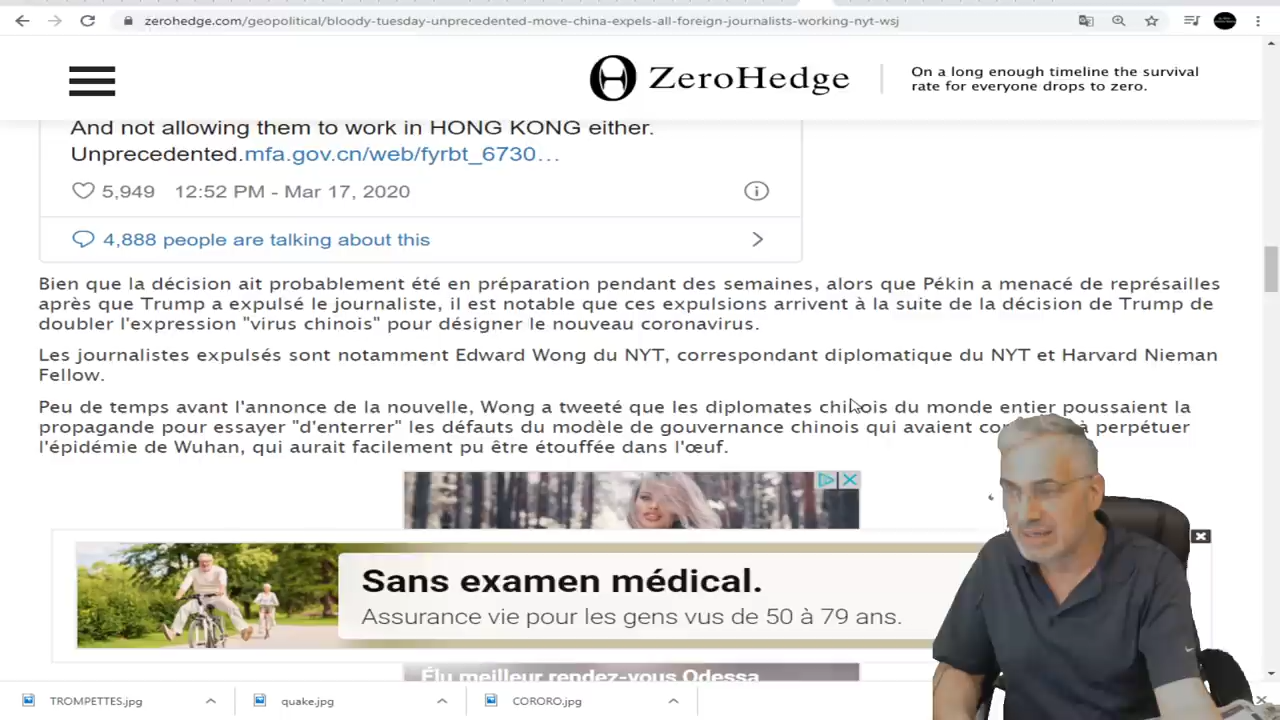 zerohedge.com/geopolitical/bloody-tuesday-unprecedented-move-china-expels-all-foreign-journalists-working-nyt-wsj
ZeroHedge
On a long enough timeline the survival
rate for everyone drops to zero.
And not allowing them to work in HONG KONG either.
Unprecedented.mfa.gov.cn/web/fyrbt_6730…
5,949 12:52 PM - Mar 17, 2020
4,888 people are talking about this
Bien que la décision ait probablement été en préparation pendant des semaines, alors que Pékin a menacé de représailles
après que Trump a expulsé le journaliste, il est notable que ces expulsions arrivent à la suite de la décision de Trump de
doubler l'expression "virus chinois" pour désigner le nouveau coronavirus.
Les journalistes expulsés sont notamment Edward Wong du NYT, correspondant diplomatique du NYT et Harvard Nieman
Fellow.
Peu de temps avant l'annonce de la nouvelle, Wong a tweeté que les diplomates chinois du monde entier poussaient la
propagande pour essayer "d'enterrer" les défauts du modèle de gouvernance chinois qui avaient à perpétuer
l'épidémie de Wuhan, qui aurait facilement pu être étouffée dans l'œuf.
Sans examen médical.
Assurance vie pour les gens vus de 50 à 79 ans.
Élu meilleur rendez-vous Odessa
TROMPETTES.jpg
quake.jpg
CORORO.jpg